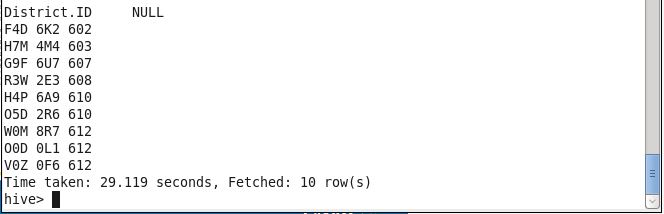 District.ID     NULL
F4D 6K2 602
H7M 4M4 603
G9F 6U7 607
R3W 2E3 608
H4P 6A9 610
O5D 2R6 610
W0M 8R7 612
O0D 0L1 612
V0Z 0F6 612
Time taken: 29.119 seconds, Fetched: 10 row(s)
hive>